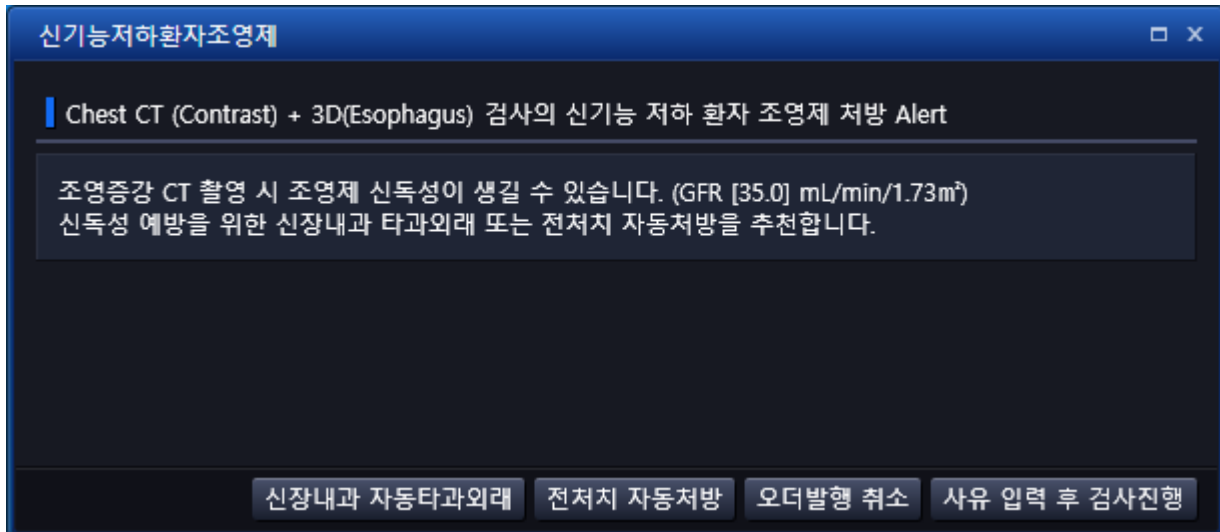 신기능저하환자조영제
Chest CT (Contrast) + 3D(Esophagus) 검사의 신기능 저하 환자 조영제 처방 Alert
조영증강 CT 촬영 시 조영제 신독성이 생길 수 있습니다. (GFR [35.0] mL/min/1.73㎡)
신독성 예방을 위한 신장내과 타과외래 또는 전처치 자동처방을 추천합니다.
신장내과 자동타과외래 전처치 자동처방 오더발행 취소 사유 입력 후 검사진행